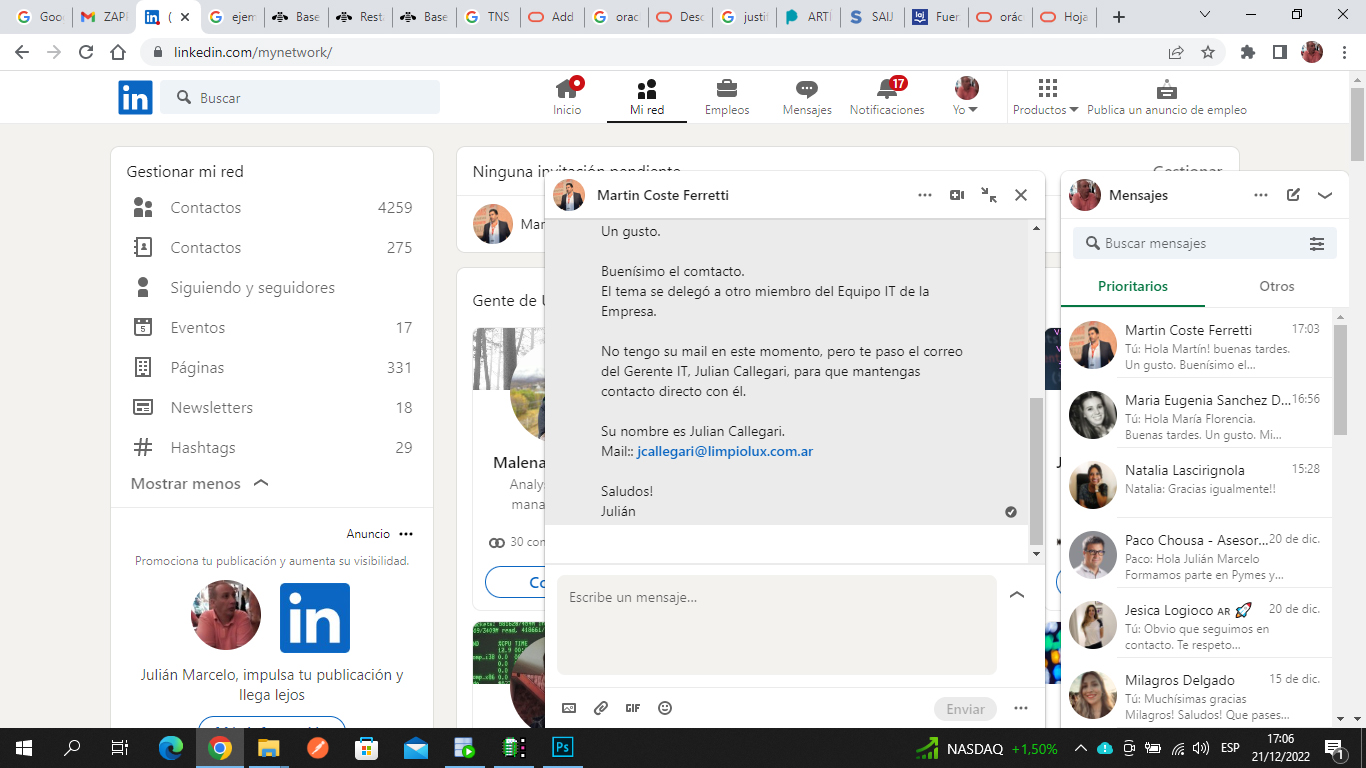 Goo
ZAPI
(
ejem
Base
Rest
Base
TNS
Add
orac
Desc
justif
ARTI
SAIJ
Fuer
orác
Hoja
linkedin.com/mynetwork/
in
Buscar
Inicio
Mi red
Empleos
Mensajes
17
Notificaciones
Yo
Productos
Publica un anuncio de empleo
Gestionar mi red
Contactos 4259
Contactos 275
Siguiendo y seguidores
5
Eventos 17
Páginas 331
Newsletters 18
Hashtags 29
Mostrar menos
Anuncio
Promociona tu publicación y aumenta su visibilidad.
in
Julián Marcelo, impulsa tu publicación y
llega lejos
Ninguna invitación pendiente
Gestionar
Mar
Gente de U
Malena
Analy
mana
30 con
Co
Martin Coste Ferretti
Un gusto.
Buenísimo el comtacto.
El tema se delegó a otro miembro del Equipo IT de la
Empresa.
No tengo su mail en este momento, pero te paso el correo
del Gerente IT, Julian Callegari, para que mantengas
contacto directo con él.
Su nombre es Julian Callegari.
Mail:: jcallegari@limpiolux.com.ar
Saludos!
Julián
Escribe un mensaje...
GIF
Enviar
Mensajes
Buscar mensajes
Prioritarios
Otros
Martin Coste Ferretti 17:03
Tú: Hola Martín! buenas tardes.
Un gusto. Buenísimo el...
Maria Eugenia Sanchez D... 16:56
Tú: Hola María Florencia.
Buenas tardes. Un gusto. Mi...
Natalia Lascirignola 15:28
Natalia: Gracias igualmente!!
Paco Chousa - Asesor... 20 de dic.
Paco: Hola Julián Marcelo
Formamos parte en Pymes y...
Jesica Logioco AR 🚀 20 de dic.
Tú: Obvio que seguimos en
contacto. Te respeto...
Milagros Delgado 15 de dic.
Tú: Muchísimas gracias
Milagros! Saludos! Que pases...
Ps
NASDAQ +1,50%
ESP
17:06
21/12/2022
1